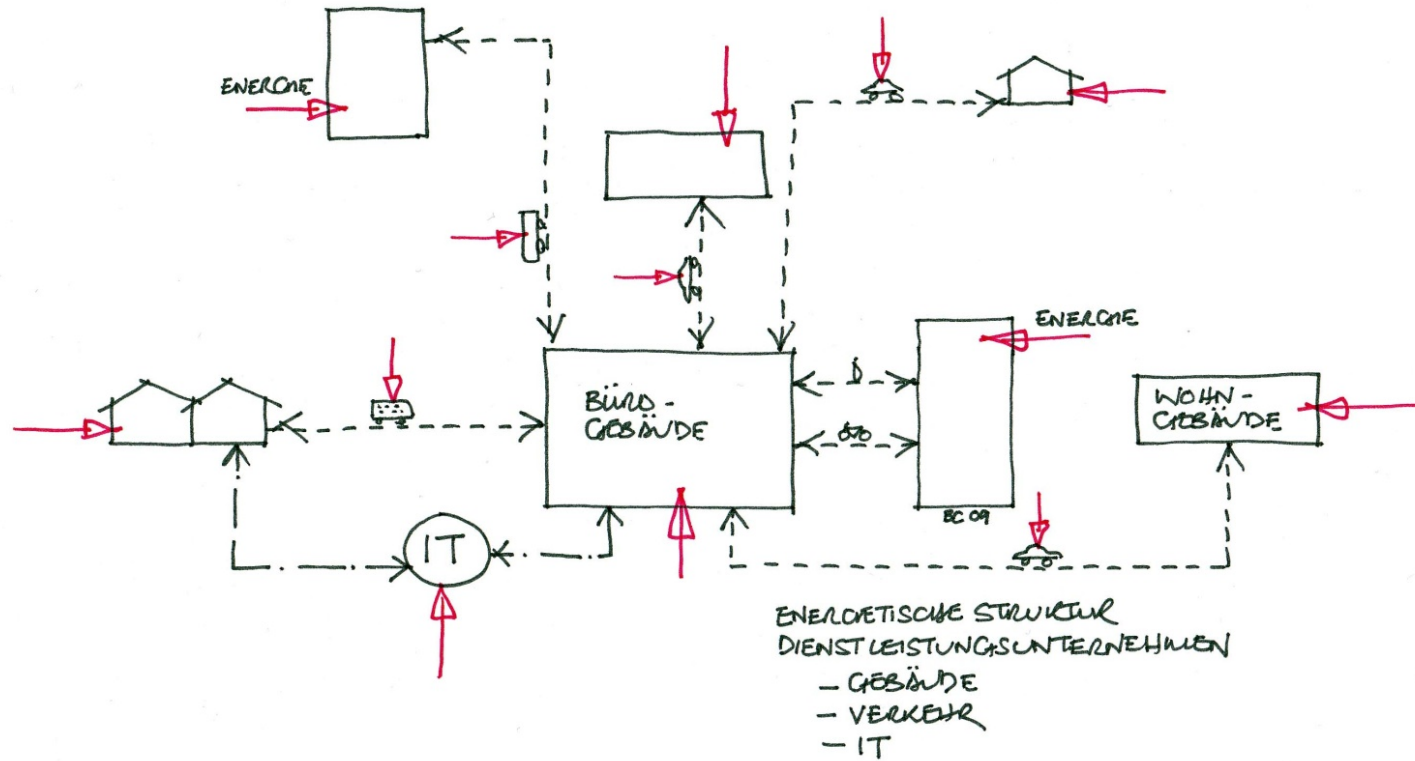 ENERGIE
ENERGIE
BÜRO-
GEBÄUDE
WOHN-
GEBÄUDE
BC 09
IT
ENERGETISCHE STRUKTUR
DIENSTLEISTUNGSUNTERNEHMEN
- GEBÄUDE
- VERKEHR
- IT